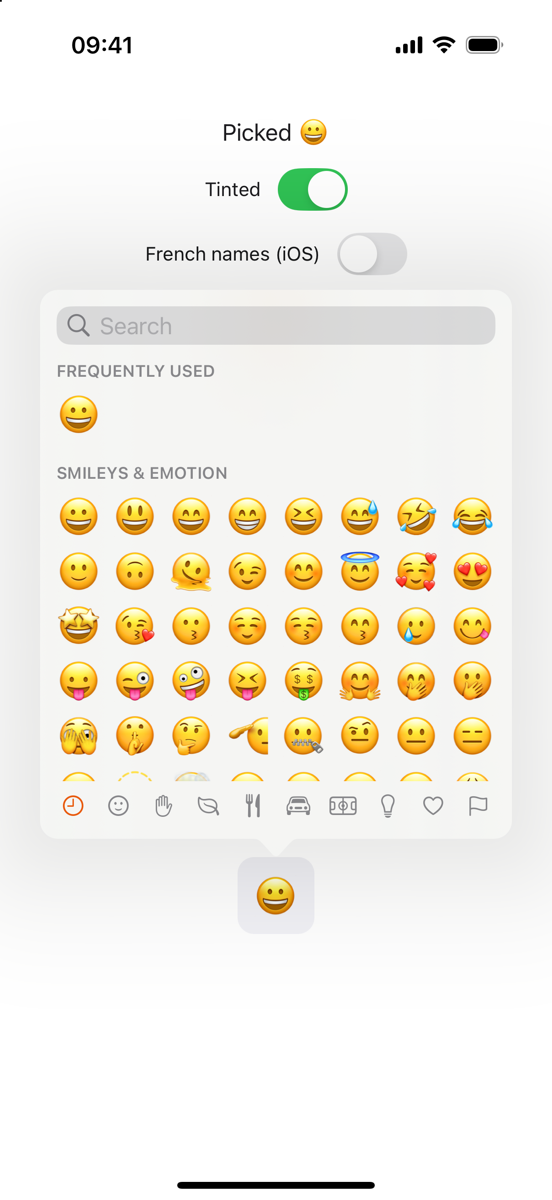 09:41
Picked 😀
Tinted
French names (iOS)
Search
FREQUENTLY USED
SMILEYS & EMOTION